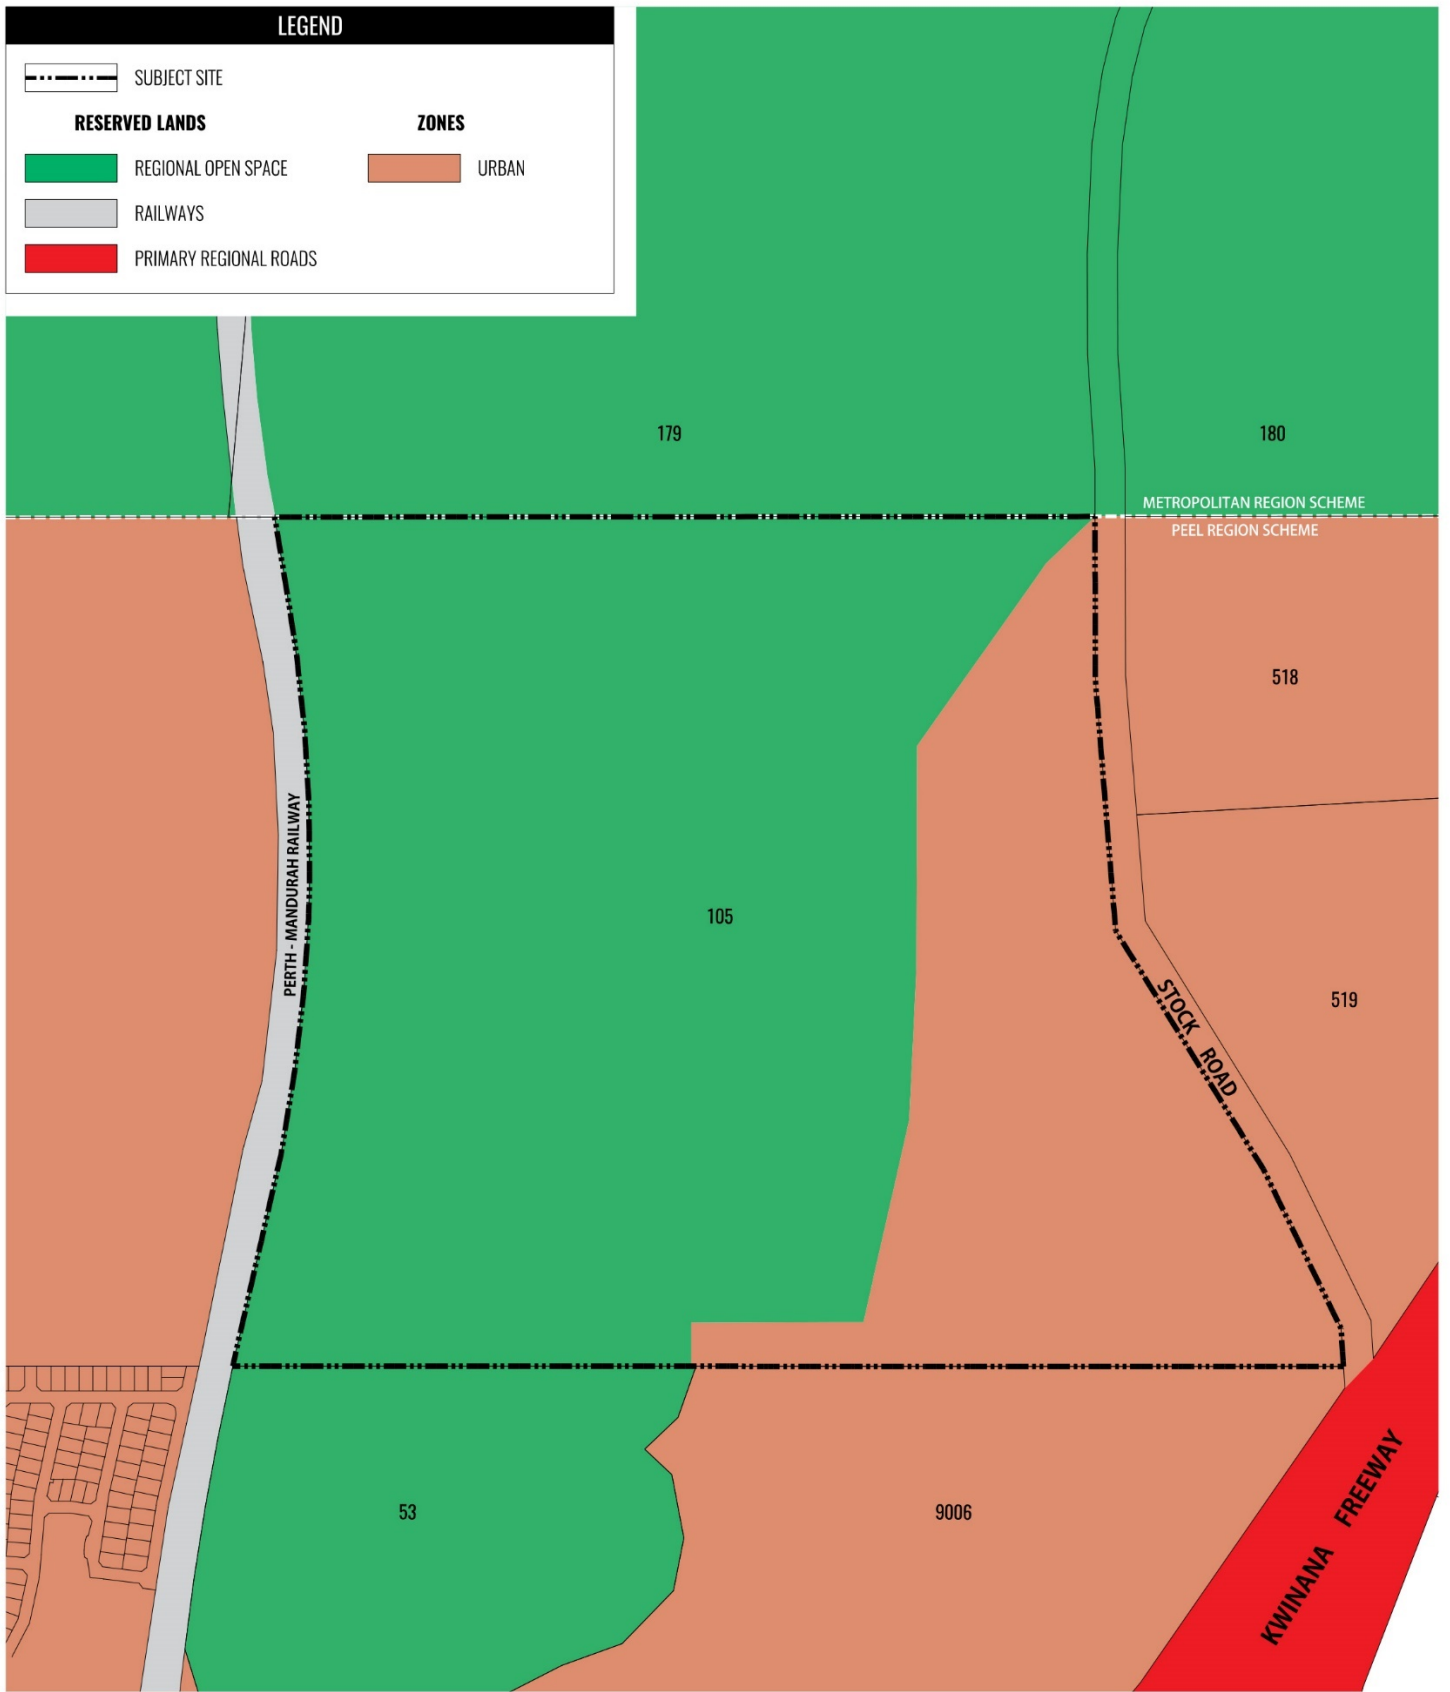 LEGEND
SUBJECT SITE
RESERVED LANDS
ZONES
REGIONAL OPEN SPACE
URBAN
RAILWAYS
PRIMARY REGIONAL ROADS
179
180
METROPOLITAN REGION SCHEME
PEEL REGION SCHEME
518
PERTH - MANDURAH RAILWAY
105
STOCK ROAD
519
53
9006
KWINANA FREEWAY